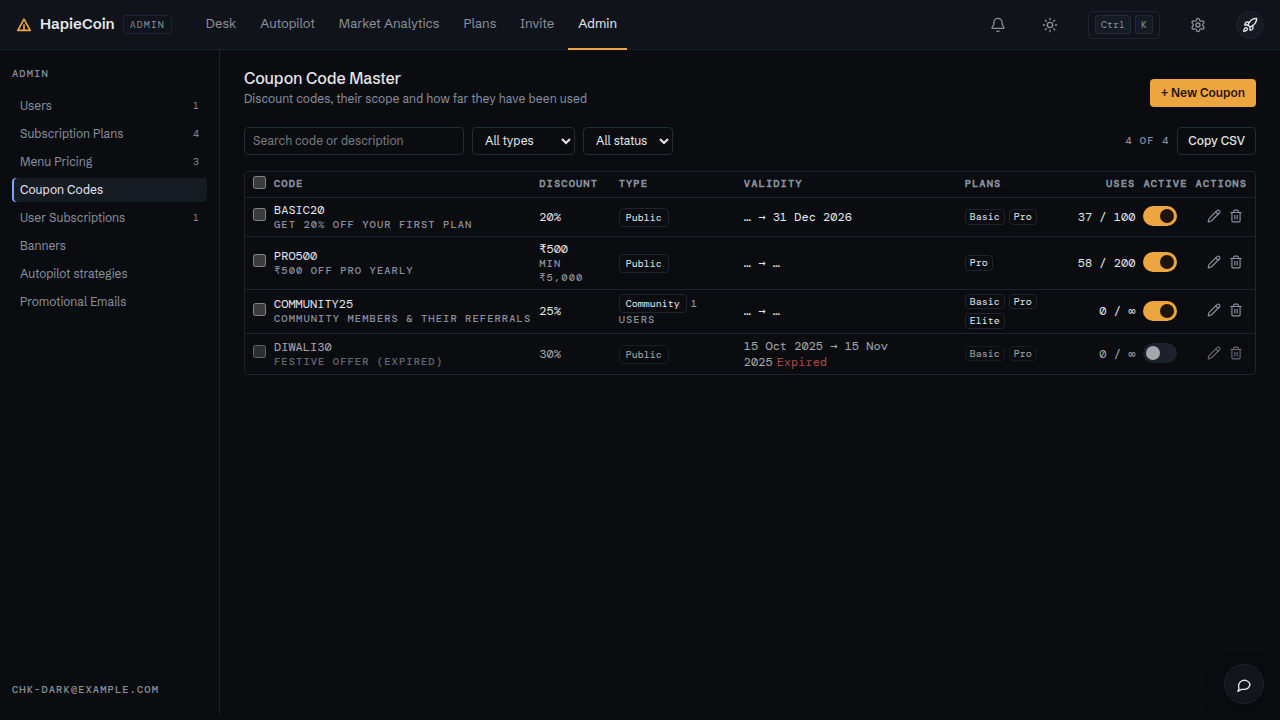 HapieCoin ADMIN Desk Autopilot Market Analytics Plans Invite Admin Ctrl K
ADMIN
Users 1
Subscription Plans 4
Menu Pricing 3
Coupon Codes
User Subscriptions 1
Banners
Autopilot strategies
Promotional Emails
CHK-DARK@EXAMPLE.COM
Coupon Code Master
Discount codes, their scope and how far they have been used
+ New Coupon
Search code or description All types All status 4 OF 4 Copy CSV
CODE DISCOUNT TYPE VALIDITY PLANS USES ACTIVE ACTIONS
BASIC20
GET 20% OFF YOUR FIRST PLAN
20% Public … → 31 Dec 2026 Basic Pro 37 / 100
PRO500
₹500 OFF PRO YEARLY
₹500
MIN
₹5,000
Public … → … Pro 58 / 200
COMMUNITY25
COMMUNITY MEMBERS & THEIR REFERRALS
25%
Community 1
USERS
… → …
Basic Pro
Elite
0 / ∞
DIWALI30
FESTIVE OFFER (EXPIRED)
30% Public
15 Oct 2025 → 15 Nov
2025 Expired
Basic Pro 0 / ∞